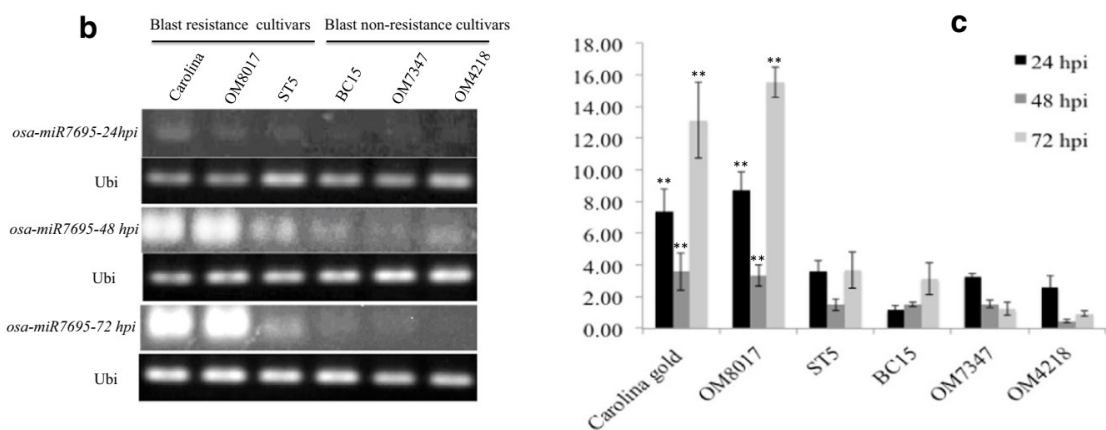 b
Blast resistance cultivars
Blast non-resistance cultivars
Carolina
OM8017
ST5
BC15
OM7347
OM4218
osa-miR7695-24hpi
Ubi
osa-miR7695-48 hpi
Ubi
osa-miR7695-72 hpi
Ubi
c
18.00
16.00
14.00
12.00
10.00
8.00
6.00
4.00
2.00
0.00
**
**
**
**
**
**
24 hpi
48 hpi
72 hpi
Carolina gold
OM8017
ST5
BC15
OM7347
OM4218